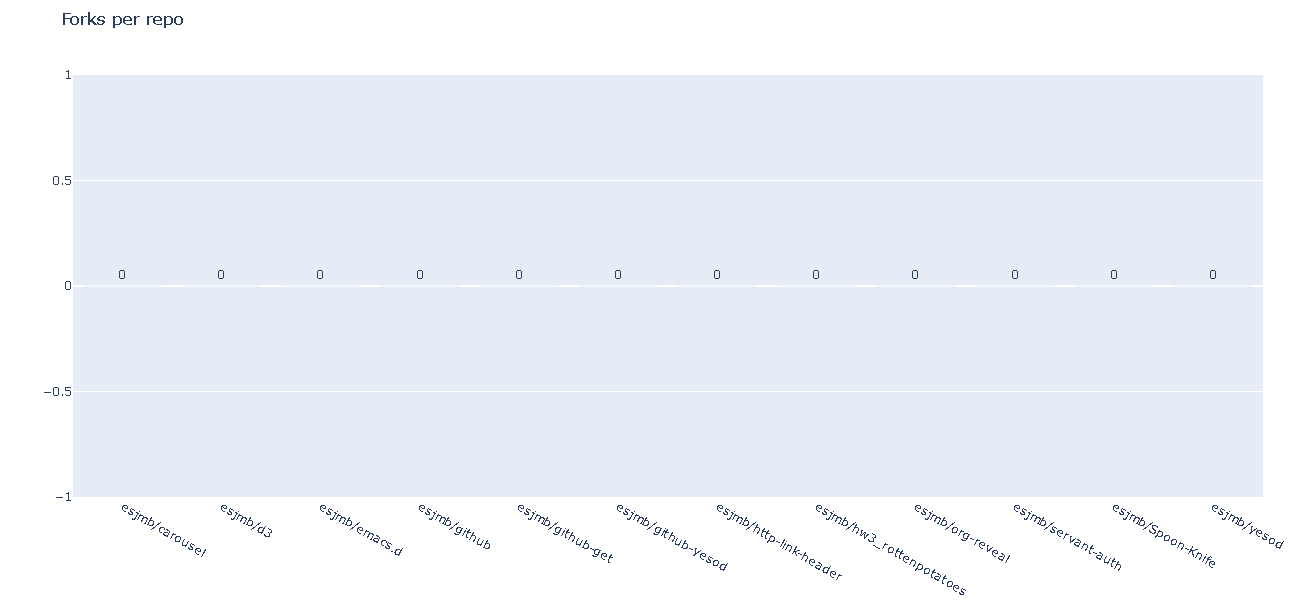 Forks per repo
1
0.5
0
−0.5
−1
0 0 0 0 0 0 0 0 0 0 0 0
esjmb/carousel
esjmb/d3
esjmb/emacs.d
esjmb/github
esjmb/github-get
esjmb/github-yesod
esjmb/http-link-header
esjmb/hw3_rottenpotatoes
esjmb/org-reveal
esjmb/servant-auth
esjmb/Spoon-Knife
esjmb/yesod